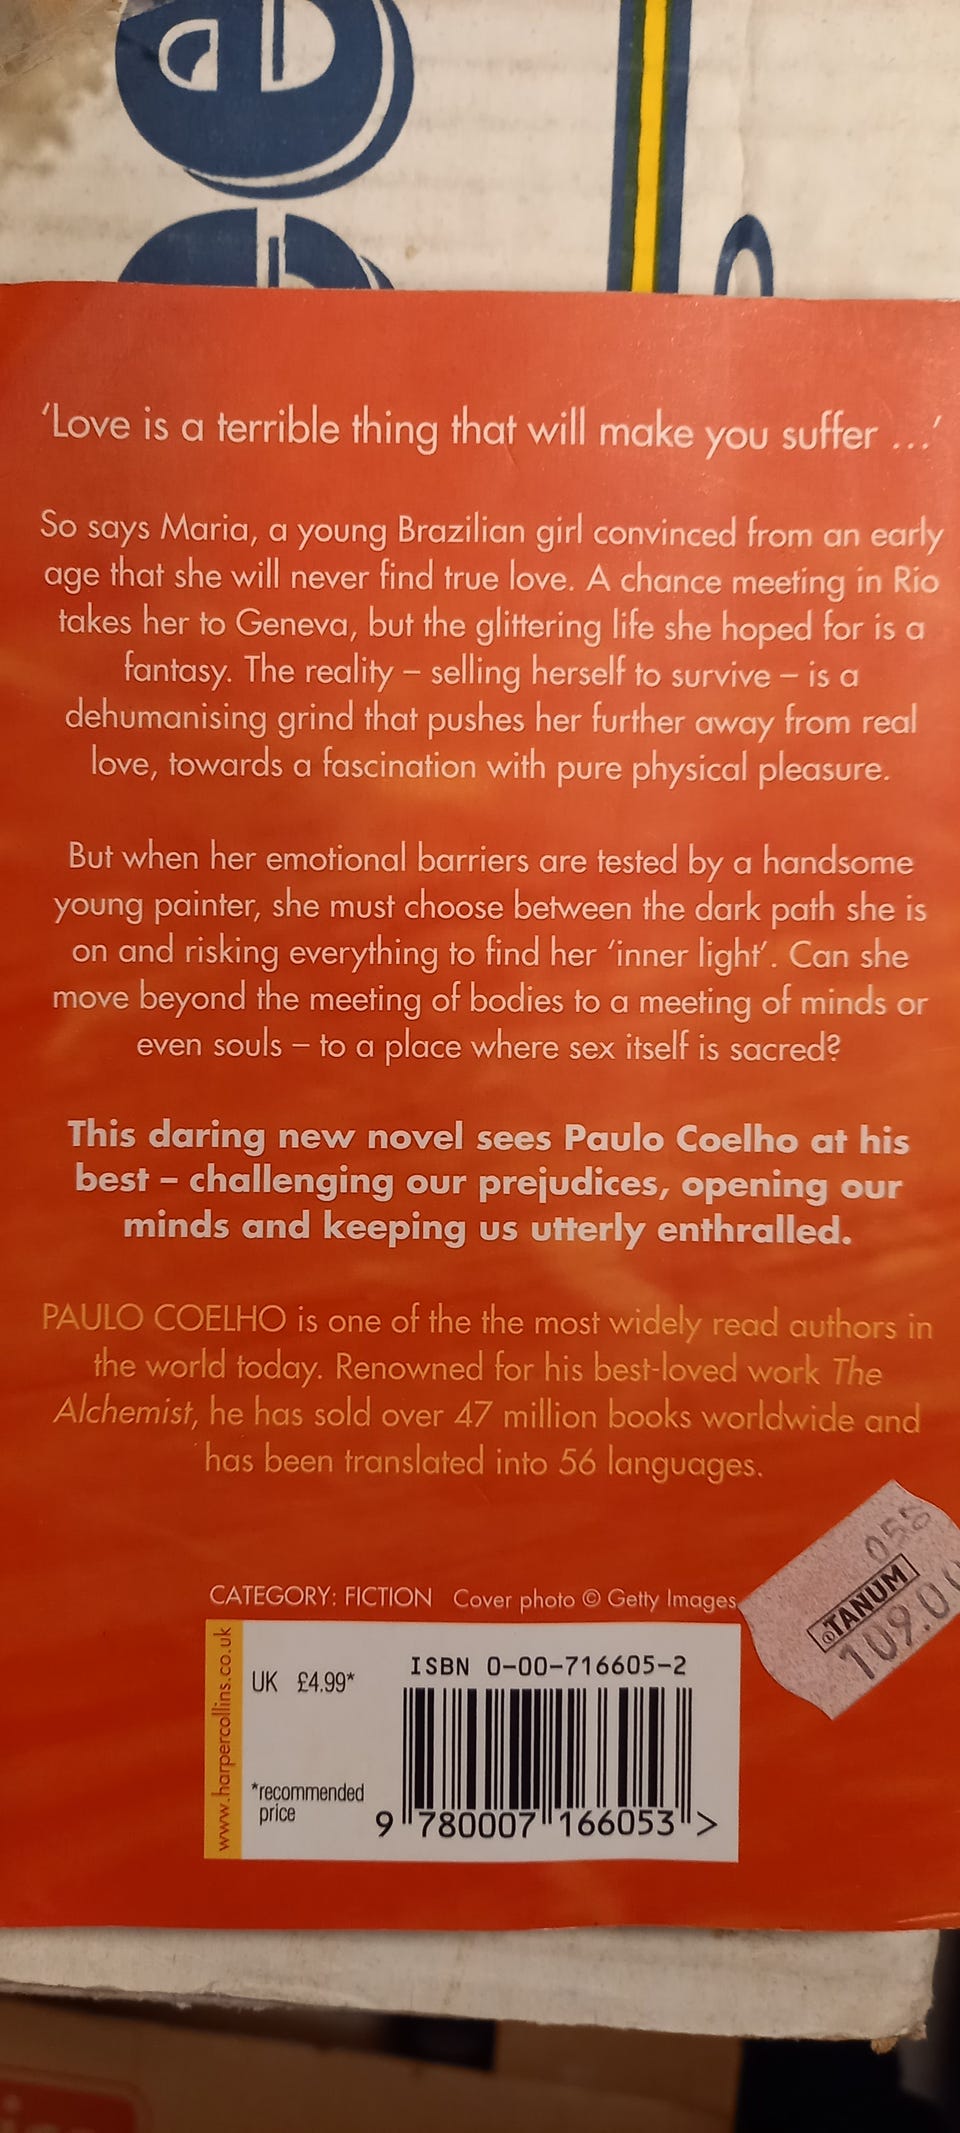 'Love is a terrible thing that will make you suffer ...'
So says Maria, a young Brazilian girl convinced from an early
age that she will never find true love. A chance meeting in Rio
takes her to Geneva, but the glittering life she hoped for is a
fantasy. The reality – selling herself to survive – is a
dehumanising grind that pushes her further away from real
love, towards a fascination with pure physical pleasure.
But when her emotional barriers are tested by a handsome
young painter, she must choose between the dark path she is
on and risking everything to find her 'inner light'. Can she
move beyond the meeting of bodies to a meeting of minds or
even souls – to a place where sex itself is sacred?
This daring new novel sees Paulo Coelho at his
best – challenging our prejudices, opening our
minds and keeping us utterly enthralled.
PAULO COELHO is one of the the most widely read authors in
the world today. Renowned for his best-loved work The
Alchemist, he has sold over 47 million books worldwide and
has been translated into 56 languages.
CATEGORY: FICTION Cover photo © Getty Images
www.harpercollins.co.uk
UK £4.99*
*recommended
price
ISBN 0-00-716605-2
9 780007 166053 >
TANUM